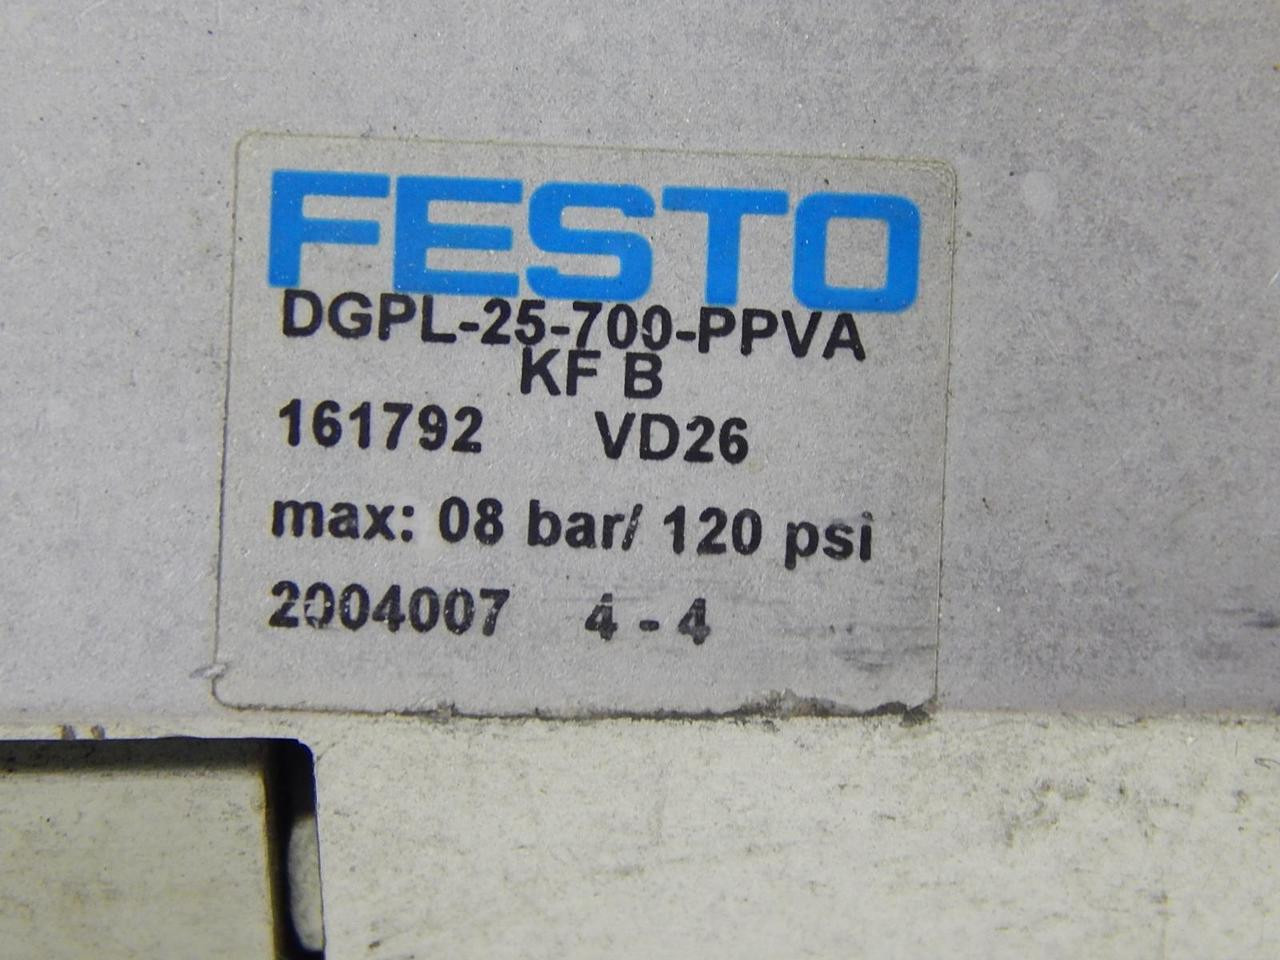 FESTO
DGPL-25-700-PPVA
KF B
161792 VD26
max: 08 bar/ 120 psi
2004007 4 - 4